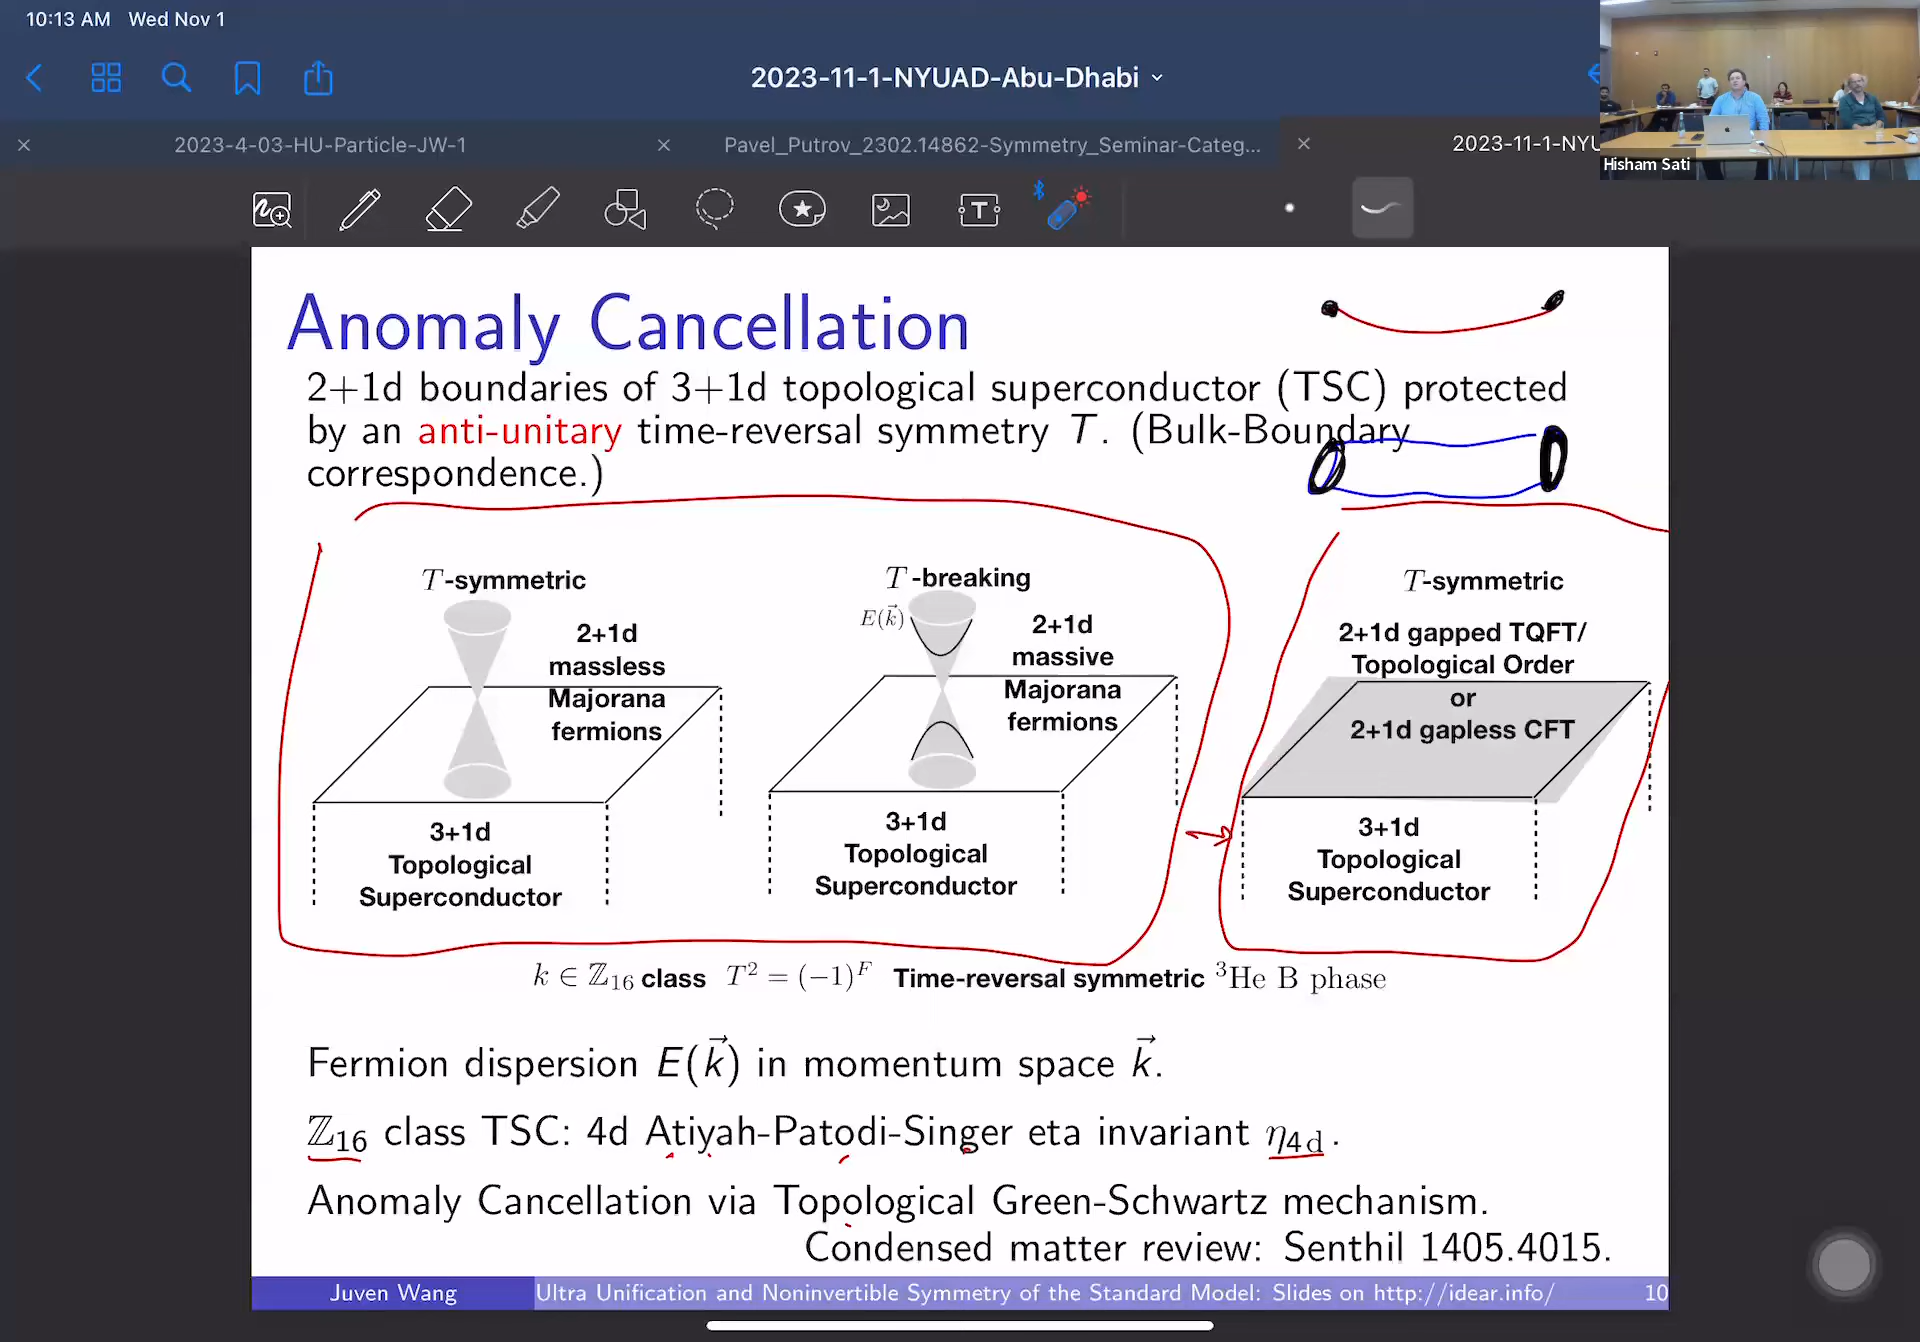 10:13 AM Wed Nov 1
2023-11-1-NYUAD-Abu-Dhabi
2023-4-03-HU-Particle-JW-1
Pavel_Putrov_2302.14862-Symmetry_Seminar-Categ...
2023-11-1-NYU
Hisham Sati
T
Anomaly Cancellation
2+1d boundaries of 3+1d topological superconductor (TSC) protected
by an anti-unitary time-reversal symmetry T. (Bulk-Boundary
correspondence.)
T-symmetric
2+1d
massless
Majorana
fermions
3+1d
Topological
Superconductor
T-breaking
E(k⃗)
2+1d
massive
Majorana
fermions
3+1d
Topological
Superconductor
T-symmetric
2+1d gapped TQFT/
Topological Order
or
2+1d gapless CFT
3+1d
Topological
Superconductor
k ∈ ℤ₁₆ class T² = (−1)^F Time-reversal symmetric ³He B phase
Fermion dispersion E(k⃗) in momentum space k⃗.
ℤ₁₆ class TSC: 4d Atiyah-Patodi-Singer eta invariant η₄d.
Anomaly Cancellation via Topological Green-Schwartz mechanism.
Condensed matter review: Senthil 1405.4015.
Juven Wang
Ultra Unification and Noninvertible Symmetry of the Standard Model: Slides on http://idear.info/
10